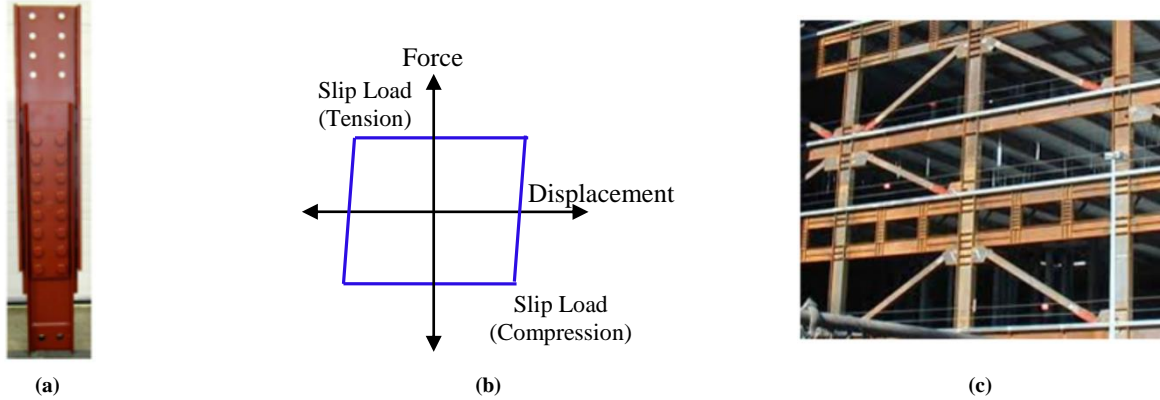 Force
Slip Load
(Tension)
Displacement
Slip Load
(Compression)
(a)
(b)
(c)